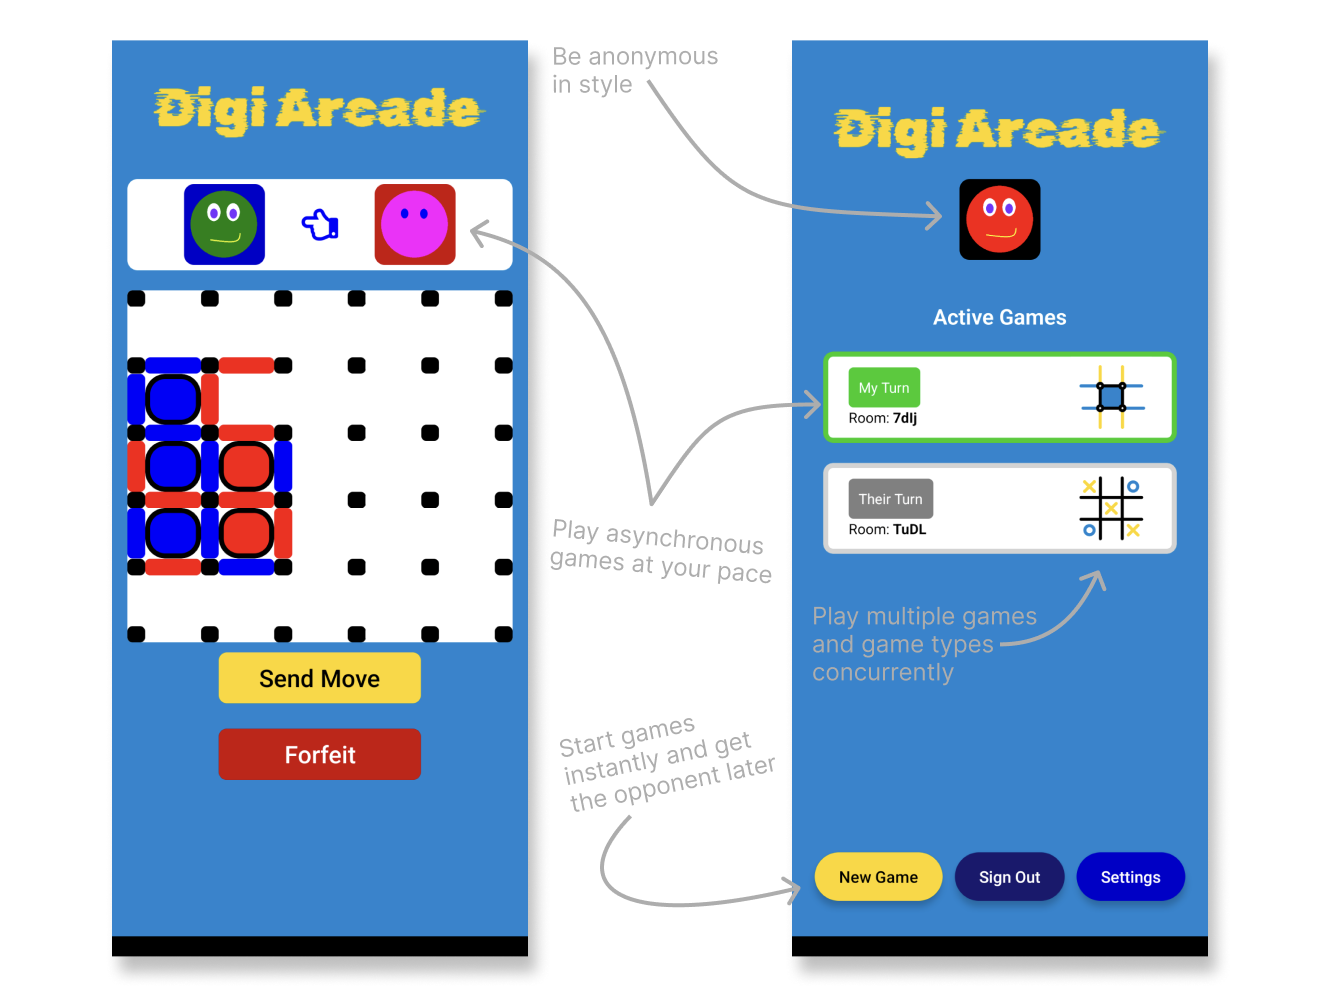 Digi Arcade
Send Move
Forfeit
Be anonymous
in style
Play asynchronous
games at your pace
Start games
instantly and get
the opponent later
Digi Arcade
Active Games
My Turn
Room: 7dlj
Their Turn
Room: TuDL
Play multiple games
and game types
concurrently
New Game
Sign Out
Settings